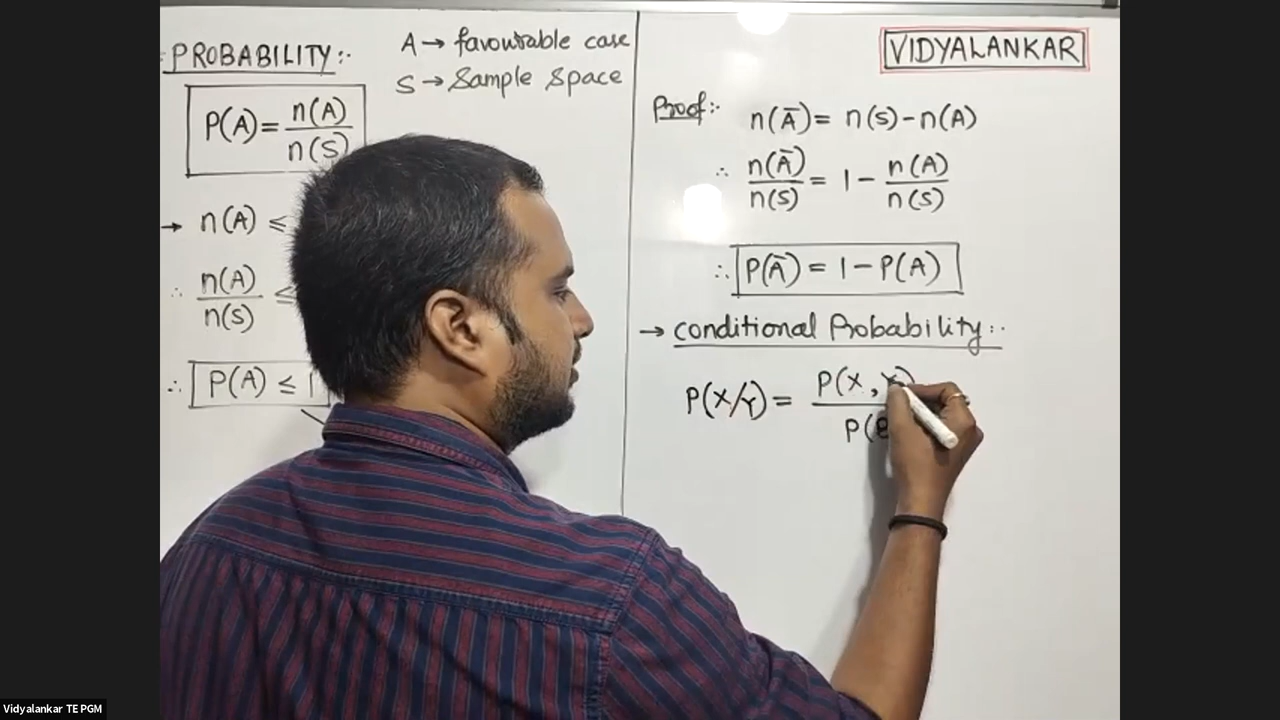 PROBABILITY:-
A → favourable case
S → Sample Space
P(A) = n(A)/n(S)
→ n(A) ≤
∴ n(A)/n(S) ≤
∴ P(A) ≤ 1
VIDYALANKAR
Proof:-
n(Ā) = n(S) - n(A)
∴ n(Ā)/n(S) = 1 - n(A)/n(S)
∴ P(Ā) = 1 - P(A)
→ conditional Probability:-
P(X/Y) = P(X,Y)/P(
Vidyalankar TE PGM